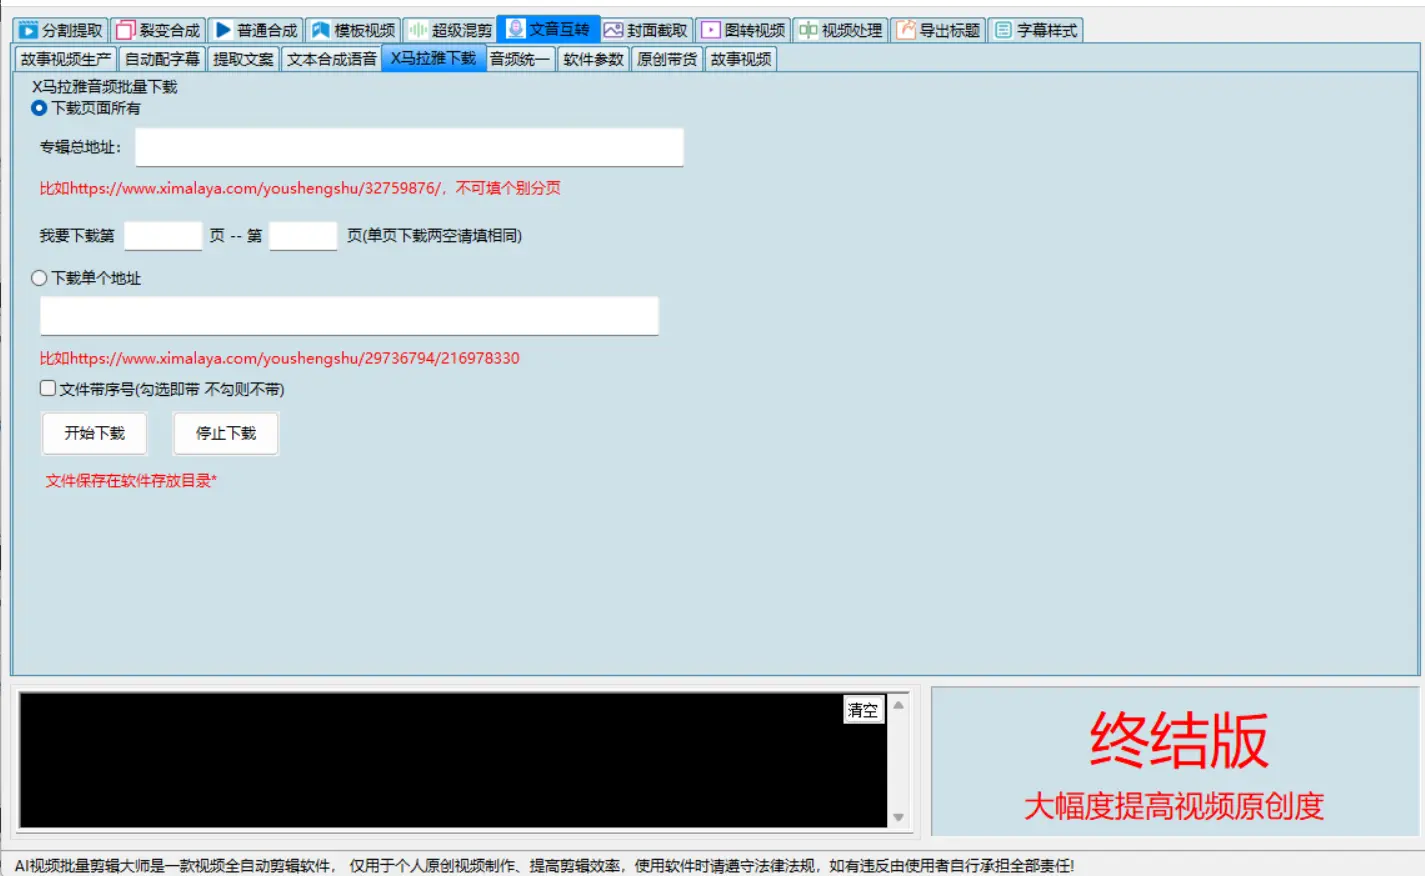 分割提取 裂变合成 普通合成 模板视频 超级混剪 文音互转 封面截取 图转视频 视频处理 导出标题 字幕样式
故事视频生产 自动配字幕 提取文案 文本合成语音 X马拉雅下载 音频统一 软件参数 原创带货 故事视频
X马拉雅音频批量下载
下载页面所有
专辑总地址：
比如https://www.ximalaya.com/youshengshu/32759876/，不可填个别分页
我要下载第 页 -- 第 页(单页下载两空请填相同)
下载单个地址
比如https://www.ximalaya.com/youshengshu/29736794/216978330
文件带序号(勾选即带 不勾则不带)
开始下载 停止下载
文件保存在软件存放目录*
清空
终结版
大幅度提高视频原创度
AI视频批量剪辑大师是一款视频全自动剪辑软件， 仅用于个人原创视频制作、提高剪辑效率，使用软件时请遵守法律法规，如有违反由使用者自行承担全部责任!